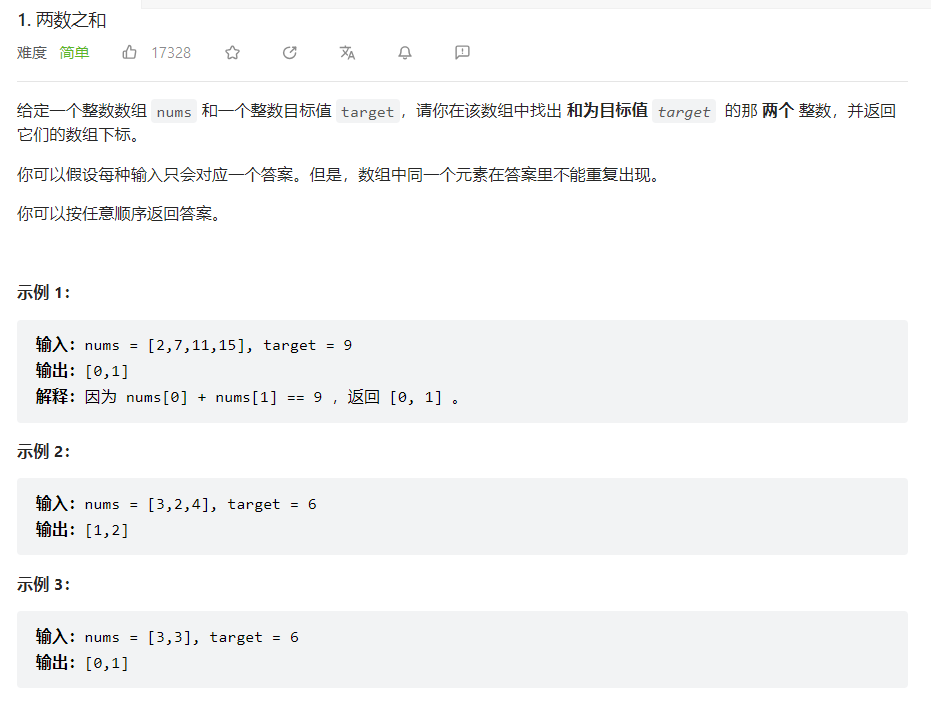 1. 两数之和
难度 简单 17328
给定一个整数数组 nums 和一个整数目标值 target，请你在该数组中找出 和为目标值 target 的那 两个 整数，并返回
它们的数组下标。
你可以假设每种输入只会对应一个答案。但是，数组中同一个元素在答案里不能重复出现。
你可以按任意顺序返回答案。
示例 1：
输入：nums = [2,7,11,15], target = 9
输出：[0,1]
解释：因为 nums[0] + nums[1] == 9 ，返回 [0, 1] 。
示例 2：
输入：nums = [3,2,4], target = 6
输出：[1,2]
示例 3：
输入：nums = [3,3], target = 6
输出：[0,1]